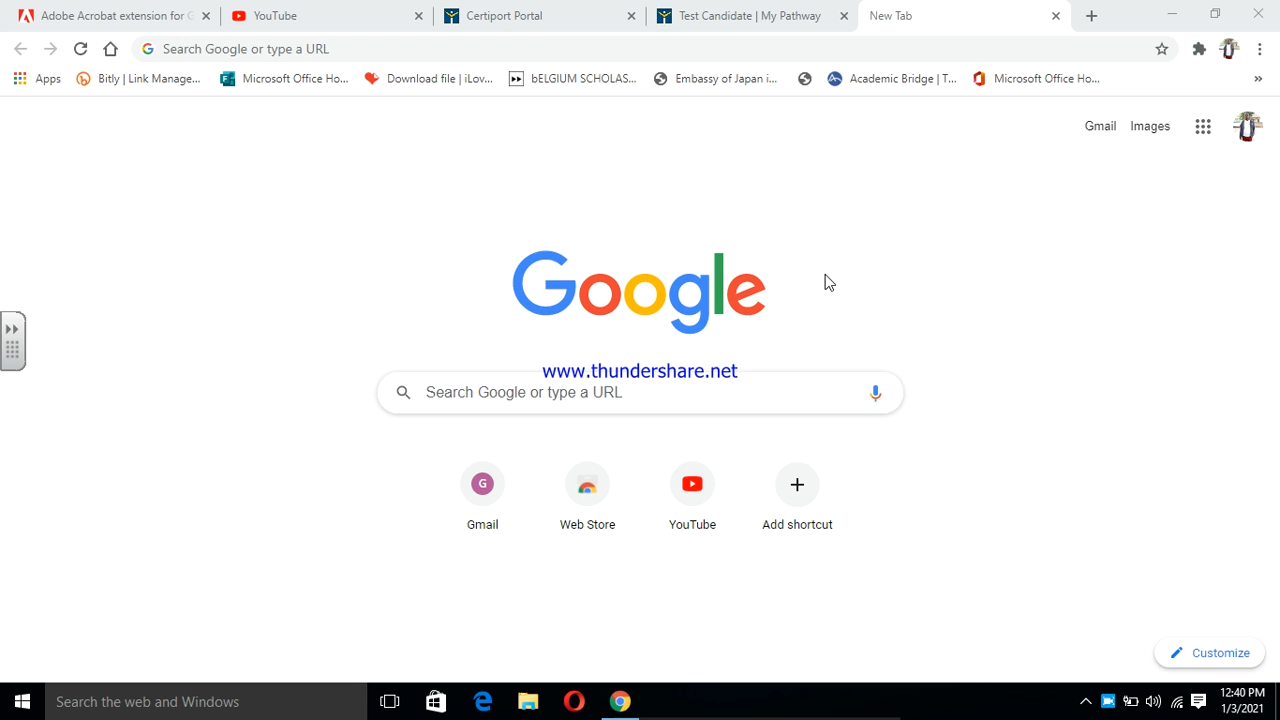 Adobe Acrobat extension for G
YouTube
Certiport Portal
Test Candidate | My Pathway
New Tab
Search Google or type a URL
Apps
Bitly | Link Manage...
Microsoft Office Ho...
Download file | iLov...
bELGIUM SCHOLAS...
Embassy of Japan i...
Academic Bridge | T...
Microsoft Office Ho...
Gmail
Images
Google
www.thundershare.net
Search Google or type a URL
G
Gmail
Web Store
YouTube
Add shortcut
Customize
Search the web and Windows
12:40 PM
1/3/2021